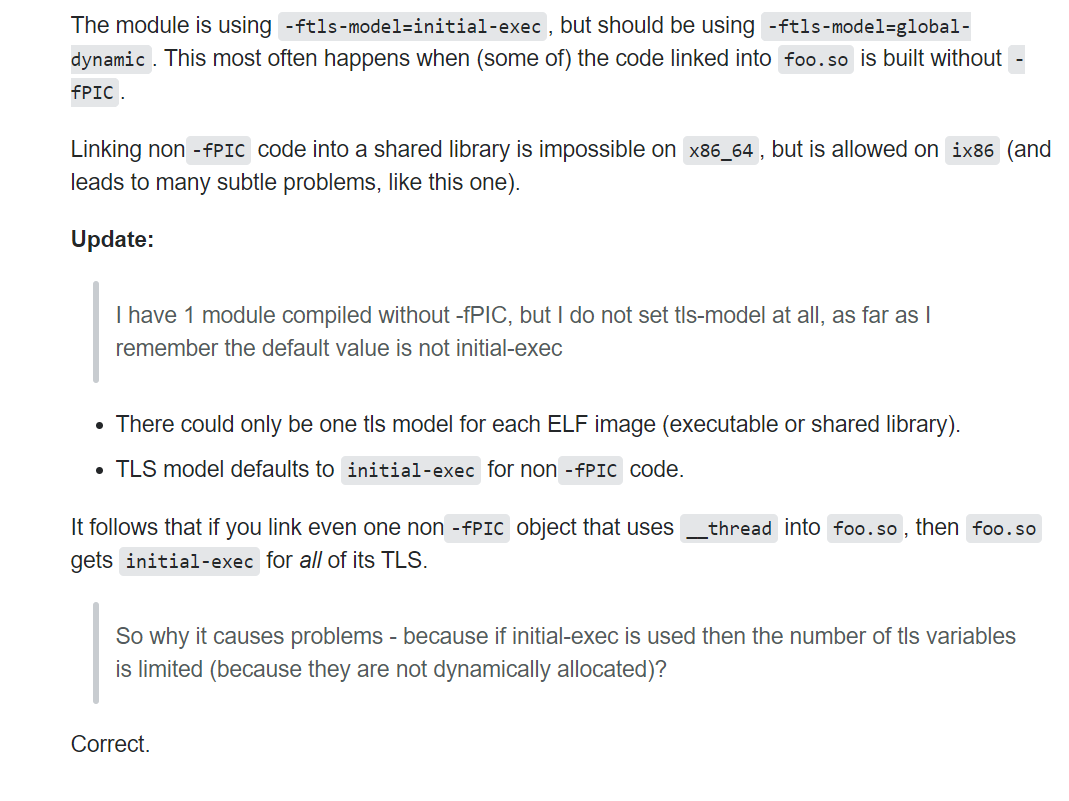 The module is using -ftls-model=initial-exec, but should be using -ftls-model=global-
dynamic. This most often happens when (some of) the code linked into foo.so is built without -
fPIC.
Linking non -fPIC code into a shared library is impossible on x86_64, but is allowed on ix86 (and
leads to many subtle problems, like this one).
Update:
I have 1 module compiled without -fPIC, but I do not set tls-model at all, as far as I
remember the default value is not initial-exec
• There could only be one tls model for each ELF image (executable or shared library).
• TLS model defaults to initial-exec for non -fPIC code.
It follows that if you link even one non -fPIC object that uses __thread into foo.so, then foo.so
gets initial-exec for all of its TLS.
So why it causes problems - because if initial-exec is used then the number of tls variables
is limited (because they are not dynamically allocated)?
Correct.